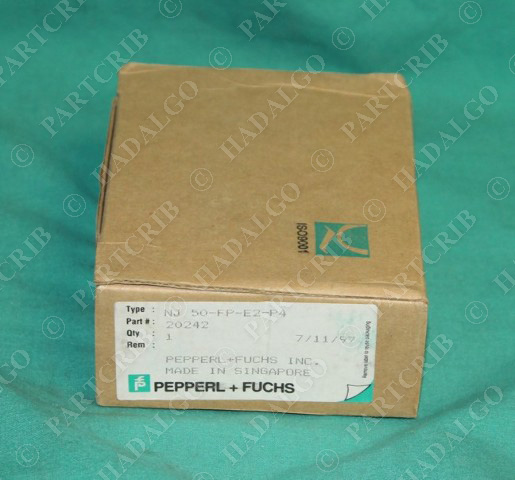 ISO9001
Type : NJ 50-FP-E2-P4
Part #: 20242
Qty : 1 7/11/97
Rem :
PEPPERL+FUCHS INC.
MADE IN SINGAPORE
PEPPERL + FUCHS
© PARTCRIB
© HADALGO